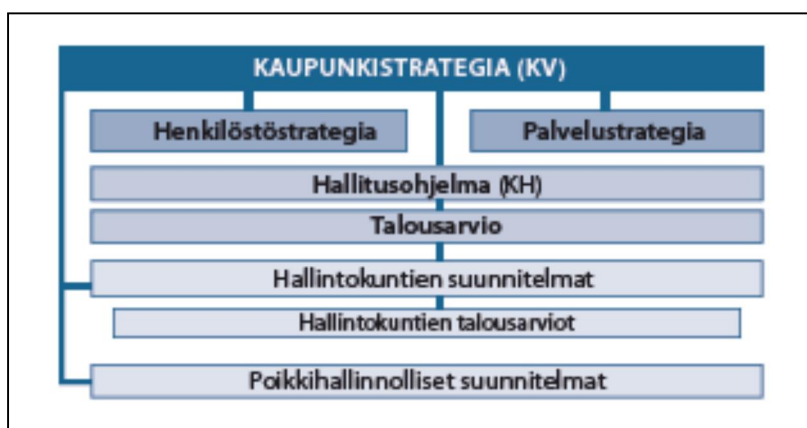 KAUPUNKISTRATEGIA (KV)
Henkilöstöstrategia
Palvelustrategia
Hallitusohjelma (KH)
Talousarvio
Hallintokuntien suunnitelmat
Hallintokuntien talousarviot
Poikkihallinnolliset suunnitelmat